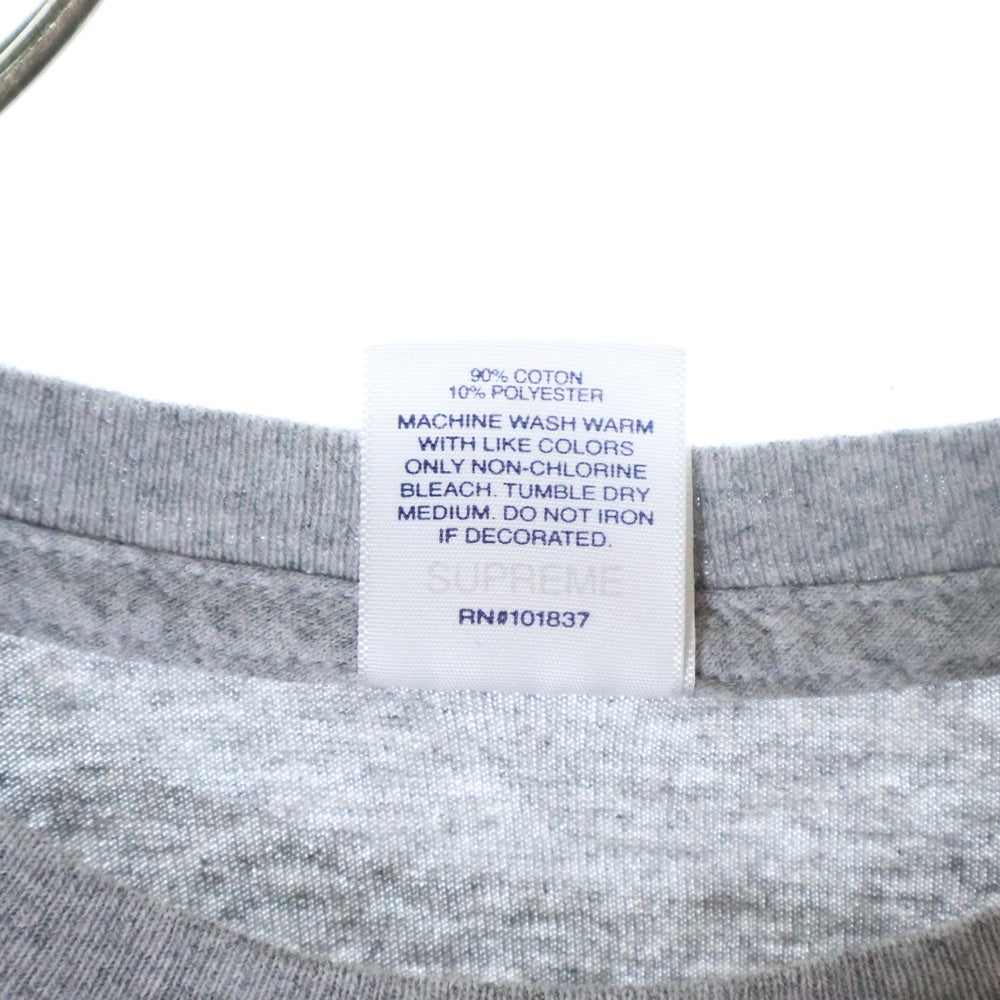 90% COTON
10% POLYESTER
MACHINE WASH WARM
WITH LIKE COLORS
ONLY NON-CHLORINE
BLEACH. TUMBLE DRY
MEDIUM. DO NOT IRON
IF DECORATED.
SUPREME
RN#101837